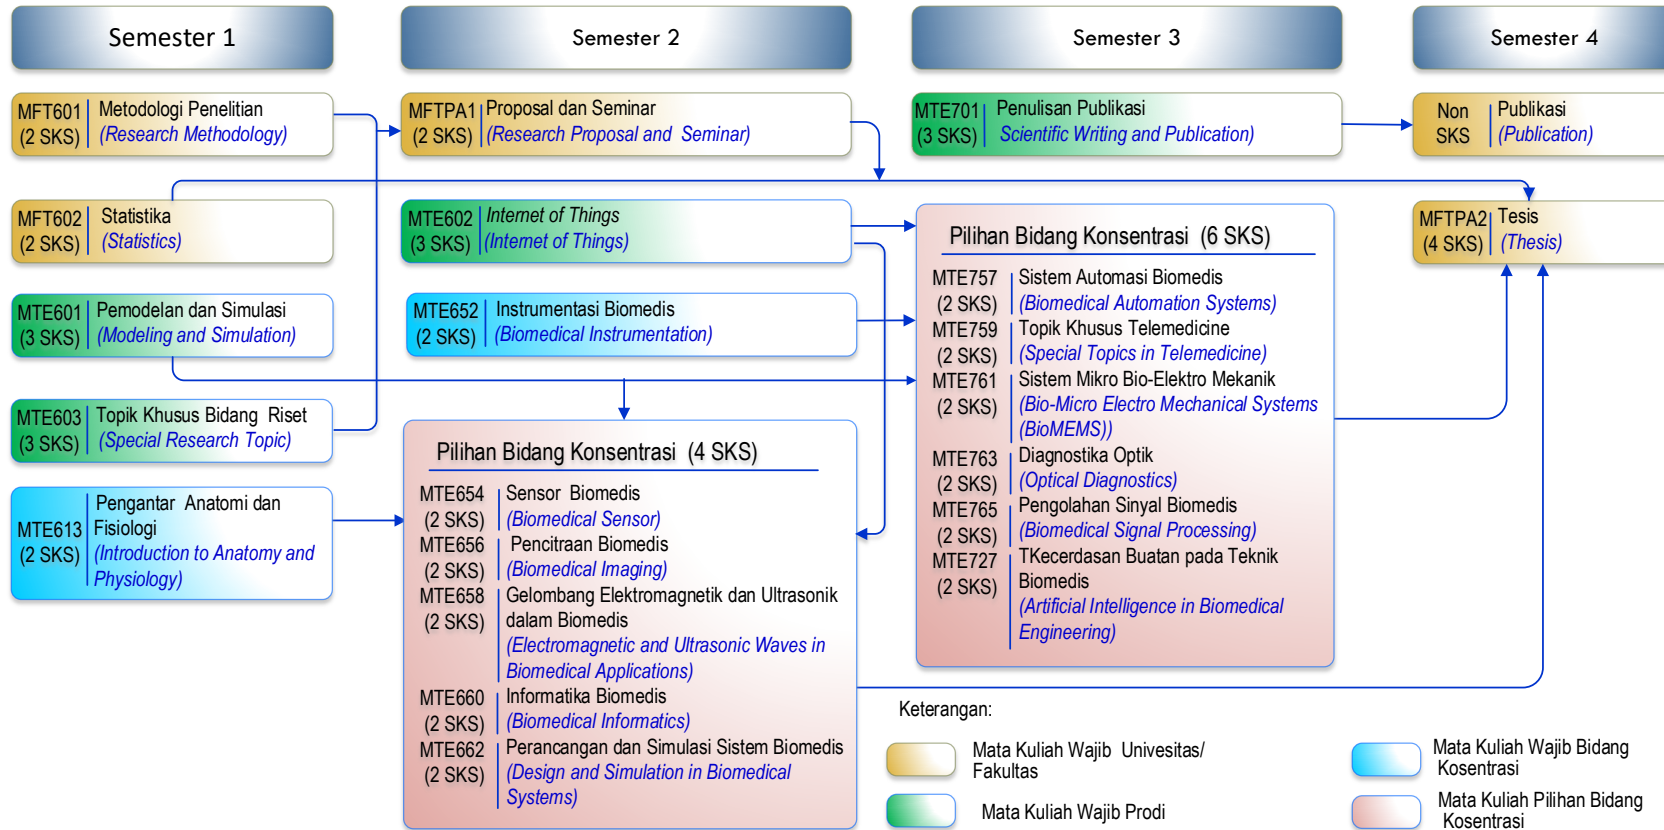 Semester 1
Semester 2
Semester 3
Semester 4
MFT601
(2 SKS)
Metodologi Penelitian
(Research Methodology)
MFTPA1
(2 SKS)
Proposal dan Seminar
(Research Proposal and Seminar)
MTE701
(3 SKS)
Penulisan Publikasi
Scientific Writing and Publication)
Non
SKS
Publikasi
(Publication)
MFT602
(2 SKS)
Statistika
(Statistics)
MTE602
(3 SKS)
Internet of Things
(Internet of Things)
MFTPA2
(4 SKS)
Tesis
(Thesis)
MTE601
(3 SKS)
Pemodelan dan Simulasi
(Modeling and Simulation)
MTE652
(2 SKS)
Instrumentasi Biomedis
(Biomedical Instrumentation)
MTE603
(3 SKS)
Topik Khusus Bidang Riset
(Special Research Topic)
MTE613
(2 SKS)
Pengantar Anatomi dan
Fisiologi
(Introduction to Anatomy and
Physiology)
Pilihan Bidang Konsentrasi (4 SKS)
MTE654
(2 SKS)
Sensor Biomedis
(Biomedical Sensor)
MTE656
(2 SKS)
Pencitraan Biomedis
(Biomedical Imaging)
MTE658
(2 SKS)
Gelombang Elektromagnetik dan Ultrasonik
dalam Biomedis
(Electromagnetic and Ultrasonic Waves in
Biomedical Applications)
MTE660
(2 SKS)
Informatika Biomedis
(Biomedical Informatics)
MTE662
(2 SKS)
Perancangan dan Simulasi Sistem Biomedis
(Design and Simulation in Biomedical
Systems)
Pilihan Bidang Konsentrasi (6 SKS)
MTE757
(2 SKS)
Sistem Automasi Biomedis
(Biomedical Automation Systems)
MTE759
(2 SKS)
Topik Khusus Telemedicine
(Special Topics in Telemedicine)
MTE761
(2 SKS)
Sistem Mikro Bio-Elektro Mekanik
(Bio-Micro Electro Mechanical Systems
(BioMEMS))
MTE763
(2 SKS)
Diagnostika Optik
(Optical Diagnostics)
MTE765
(2 SKS)
Pengolahan Sinyal Biomedis
(Biomedical Signal Processing)
MTE727
(2 SKS)
TKecerdasan Buatan pada Teknik
Biomedis
(Artificial Intelligence in Biomedical
Engineering)
Keterangan:
Mata Kuliah Wajib Univesitas/
Fakultas
Mata Kuliah Wajib Prodi
Mata Kuliah Wajib Bidang
Kosentrasi
Mata Kuliah Pilihan Bidang
Kosentrasi